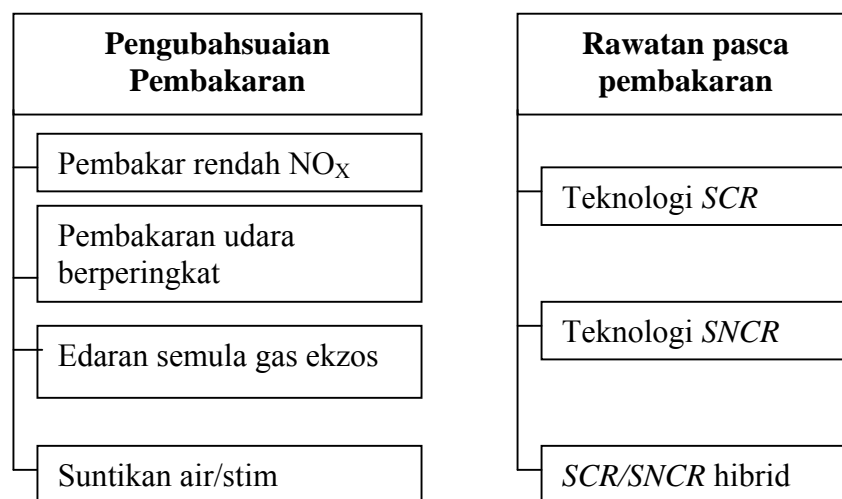 Pengubahsuaian
Pembakaran
Pembakar rendah NOX
Pembakaran udara
berperingkat
Edaran semula gas ekzos
Suntikan air/stim
Rawatan pasca
pembakaran
Teknologi SCR
Teknologi SNCR
SCR/SNCR hibrid